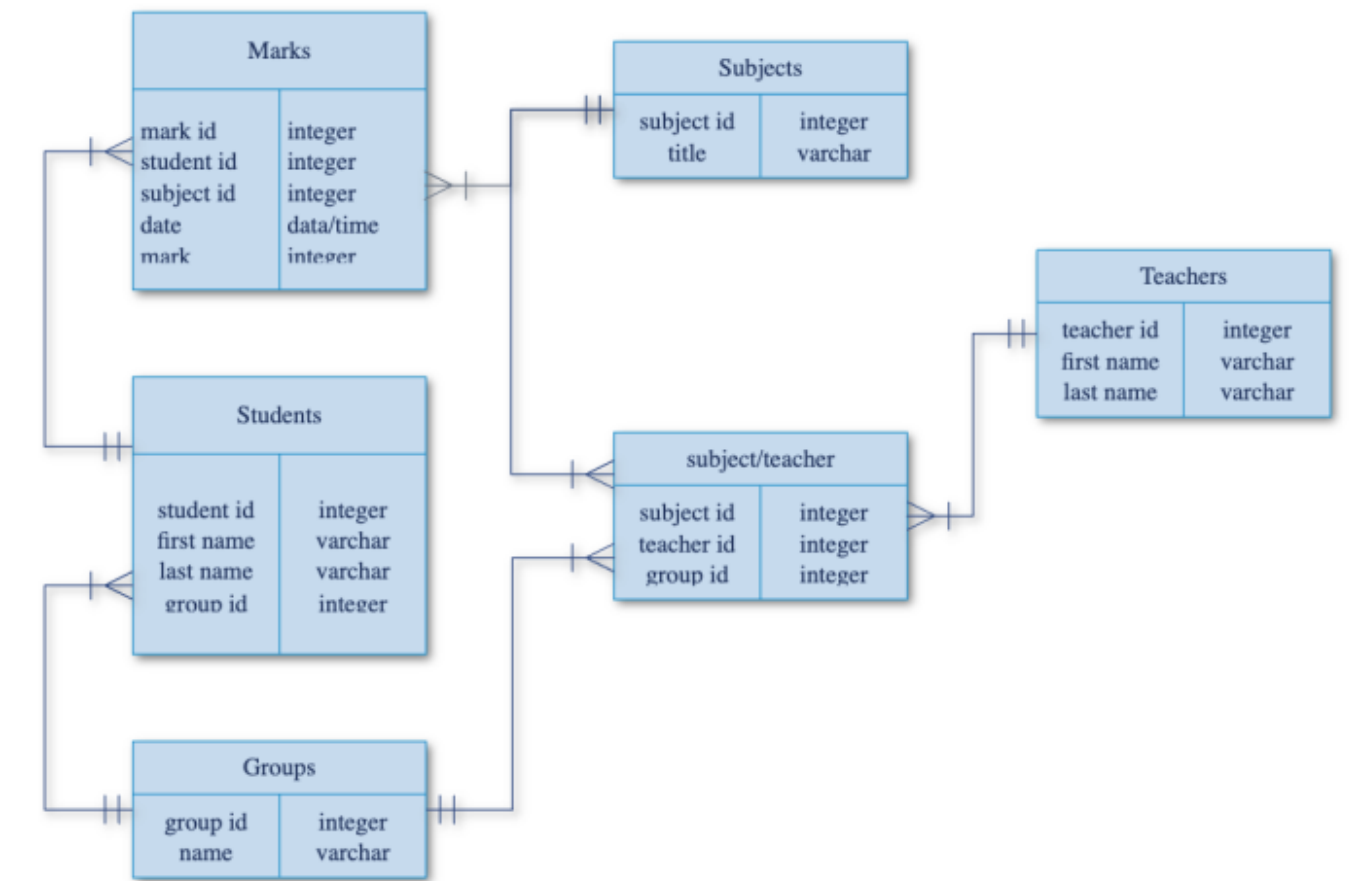 Marks
mark id integer
student id integer
subject id integer
date data/time
mark integer
Subjects
subject id integer
title varchar
Teachers
teacher id integer
first name varchar
last name varchar
Students
student id integer
first name varchar
last name varchar
group id integer
subject/teacher
subject id integer
teacher id integer
group id integer
Groups
group id integer
name varchar